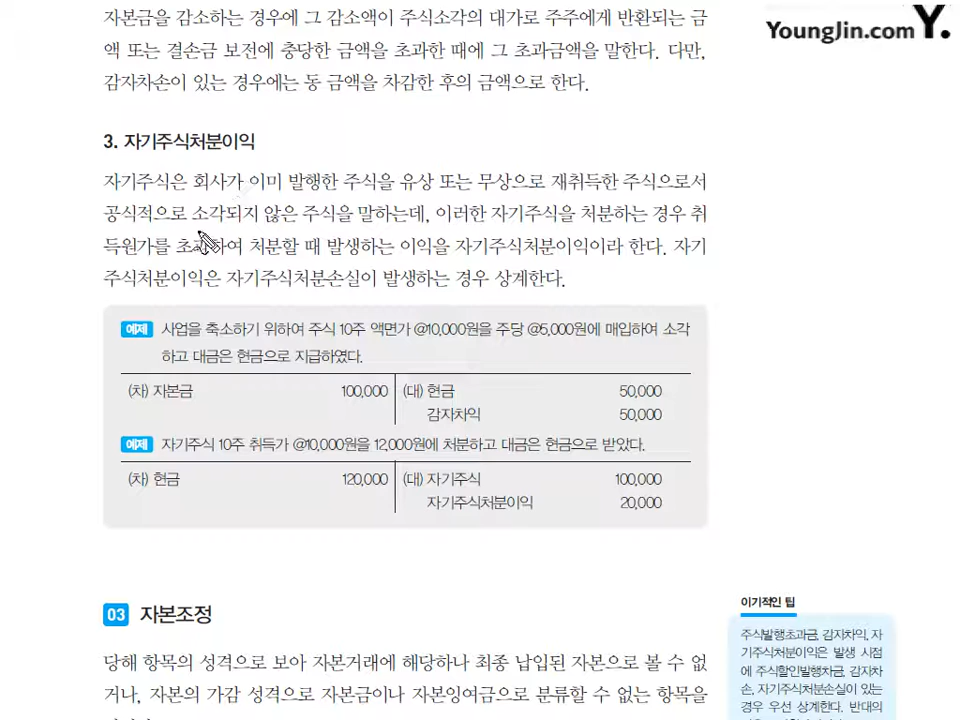 자본금을 감소하는 경우에 그 감소액이 주식소각의 대가로 주주에게 반환되는 금
액 또는 결손금 보전에 충당한 금액을 초과한 때에 그 초과금액을 말한다. 다만,
감자차손이 있는 경우에는 동 금액을 차감한 후의 금액으로 한다.
Younglin.com Y.
3. 자기주식처분이익
자기주식은 회사가 이미 발행한 주식을 유상 또는 무상으로 재취득한 주식으로서
공식적으로 소각되지 않은 주식을 말하는데, 이러한 자기주식을 처분하는 경우 취
득원가를 초과하여 처분할 때 발생하는 이익을 자기주식처분이익이라 한다. 자기
주식처분이익은 자기주식처분손실이 발생하는 경우 상계한다.
예제 사업을 축소하기 위하여 주식 10주 액면가 @10,000원을 주당 @5,000원에 매입하여 소각
하고 대금은 현금으로 지급하였다.
(차) 자본금 100,000 (대) 현금 50,000
감자차익 50,000
예제 자기주식 10주 취득가 @10,000원을 12,000원에 처분하고 대금은 현금으로 받았다.
(차) 현금 120,000 (대) 자기주식 100,000
자기주식처분이익 20,000
03 자본조정
당해 항목의 성격으로 보아 자본거래에 해당하나 최종 납입된 자본으로 볼 수 없
거나, 자본의 가감 성격으로 자본금이나 자본잉여금으로 분류할 수 없는 항목을
이기적인 팁
주식발행초과금, 감자차익, 자
기주식처분이익은 발생 시점
에 주식할인발행차금, 감자차
손, 자기주식처분손실이 있는
경우 우선 상계한다. 반대의